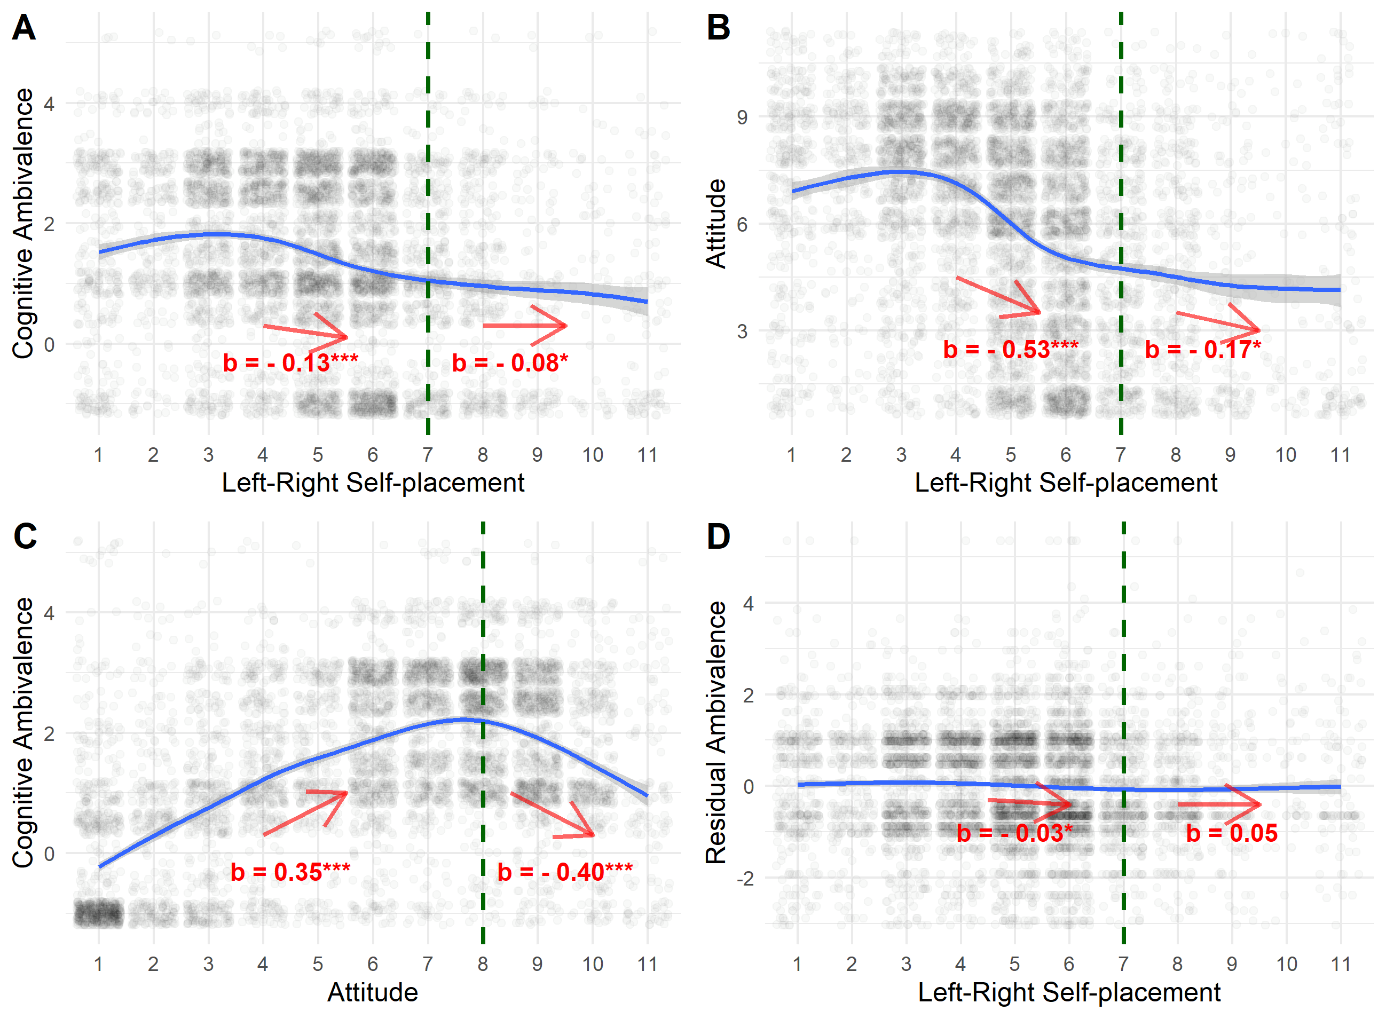 A
Cognitive Ambivalence
4
2
0
b = - 0.13***
b = - 0.08*
1 2 3 4 5 6 7 8 9 10 11
Left-Right Self-placement
B
Attitude
9
6
3
b = - 0.53***
b = - 0.17*
1 2 3 4 5 6 7 8 9 10 11
Left-Right Self-placement
C
Cognitive Ambivalence
4
2
0
b = 0.35***
b = - 0.40***
1 2 3 4 5 6 7 8 9 10 11
Attitude
D
Residual Ambivalence
4
2
0
-2
b = - 0.03*
b = 0.05
1 2 3 4 5 6 7 8 9 10 11
Left-Right Self-placement